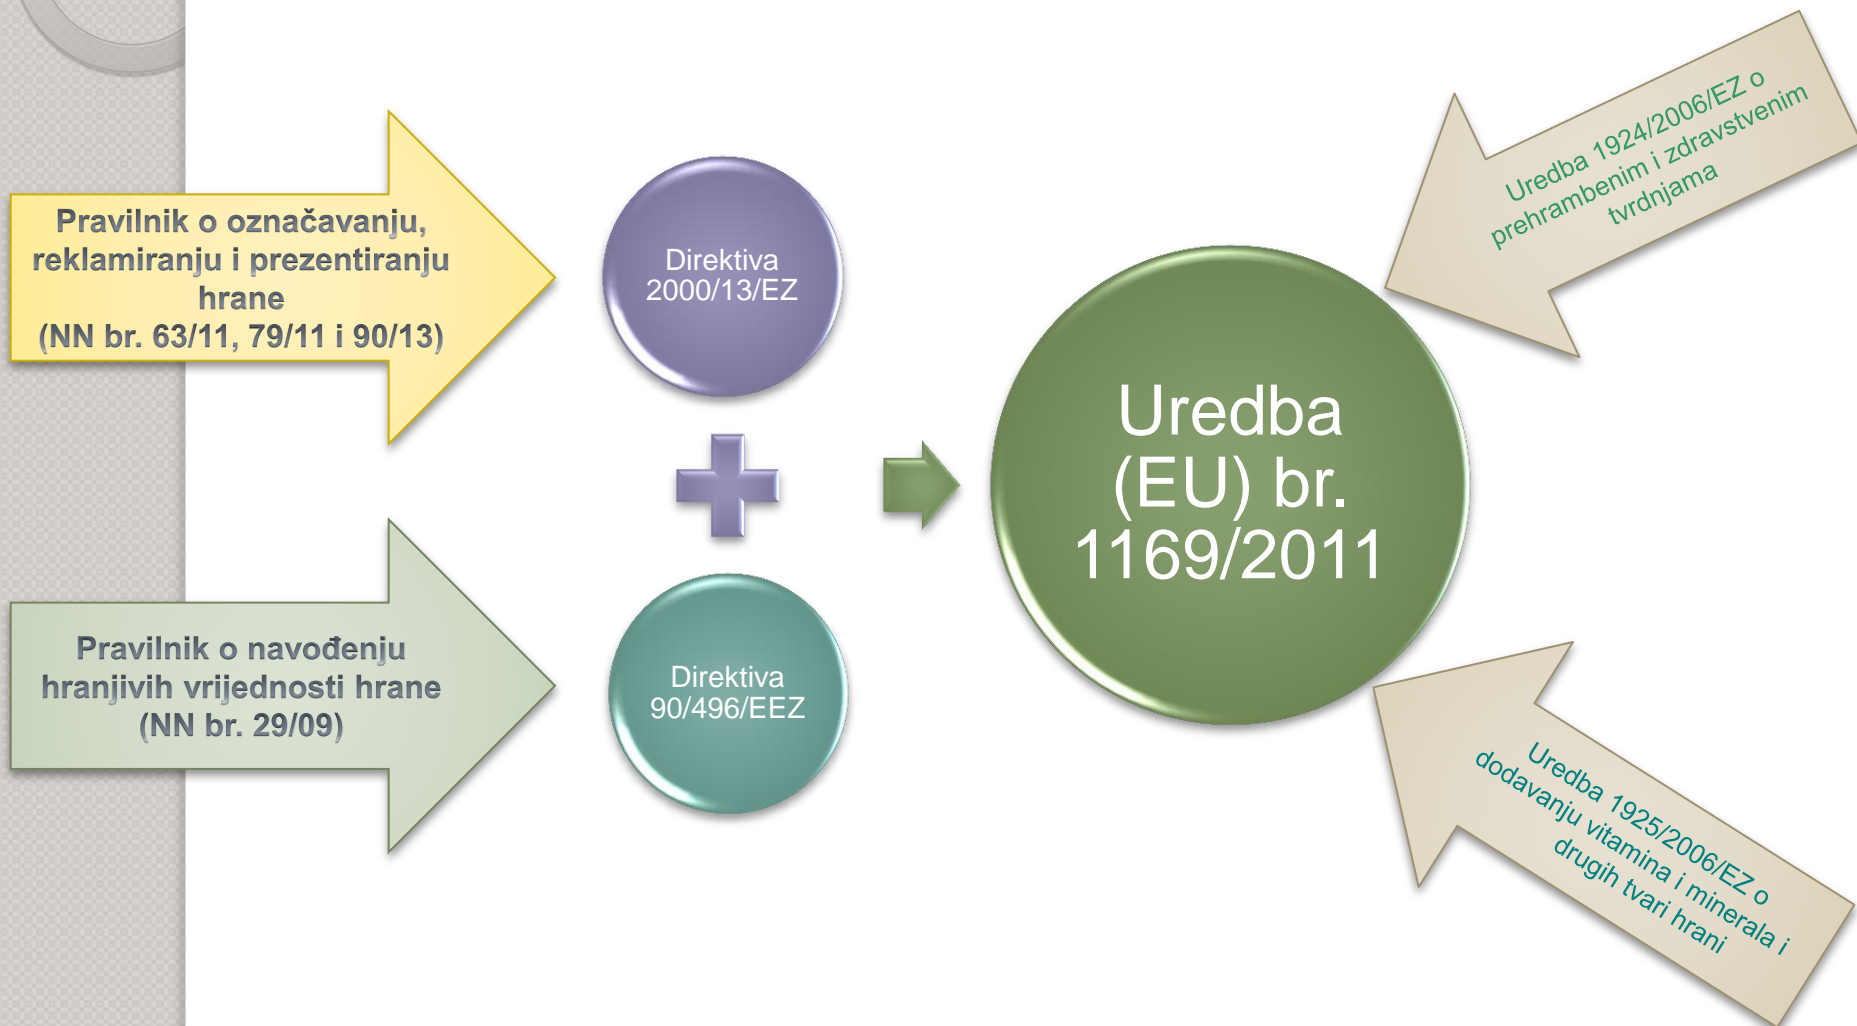 Pravilnik o označavanju,
reklamiranju i prezentiranju
hrane
(NN br. 63/11, 79/11 i 90/13)
Direktiva
2000/13/EZ
Pravilnik o navođenju
hranjivih vrijednosti hrane
(NN br. 29/09)
Direktiva
90/496/EEZ
Uredba
(EU) br.
1169/2011
Uredba 1924/2006/EZ o
prehrambenim i zdravstvenim
tvrdnjama
Uredba 1925/2006/EZ o
dodavanju vitamina i minerala i
drugih tvari hrani